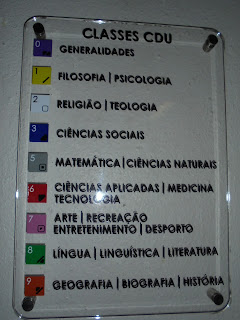 CLASSES CDU
0 GENERALIDADES
1 FILOSOFIA | PSICOLOGIA
2 RELIGIÃO | TEOLOGIA
3 CIÊNCIAS SOCIAIS
5 MATEMÁTICA | CIÊNCIAS NATURAIS
6 CIÊNCIAS APLICADAS | MEDICINA
TECNOLOGIA
7 ARTE | RECREAÇÃO
ENTRETENIMENTO | DESPORTO
8 LÍNGUA | LINGUÍSTICA | LITERATURA
9 GEOGRAFIA | BIOGRAFIA | HISTÓRIA